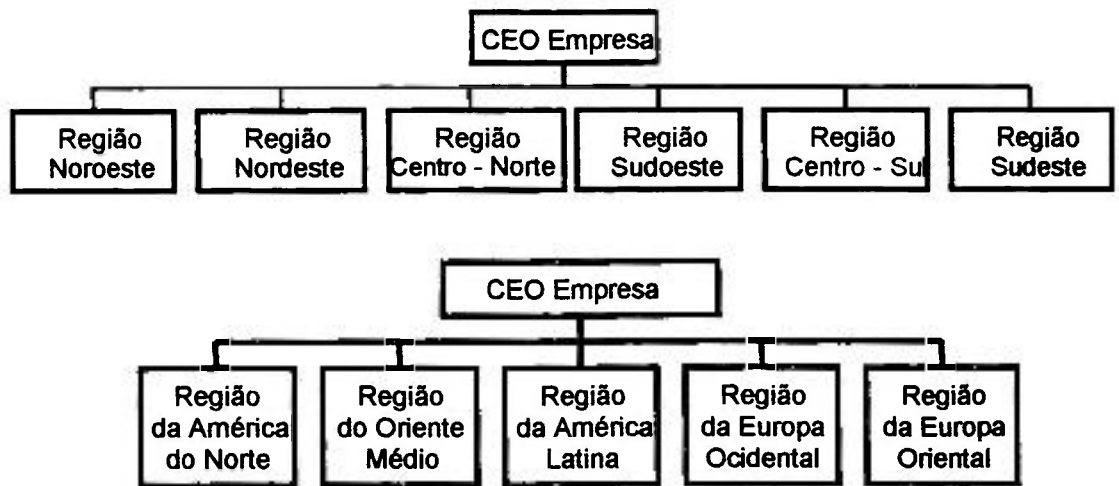 CEO Empresa
Região
Noroeste
Região
Nordeste
Região
Centro - Norte
Região
Sudoeste
Região
Centro - Sul
Região
Sudeste
CEO Empresa
Região
da América
do Norte
Região
do Oriente
Médio
Região
da América
Latina
Região
da Europa
Ocidental
Região
da Europa
Oriental